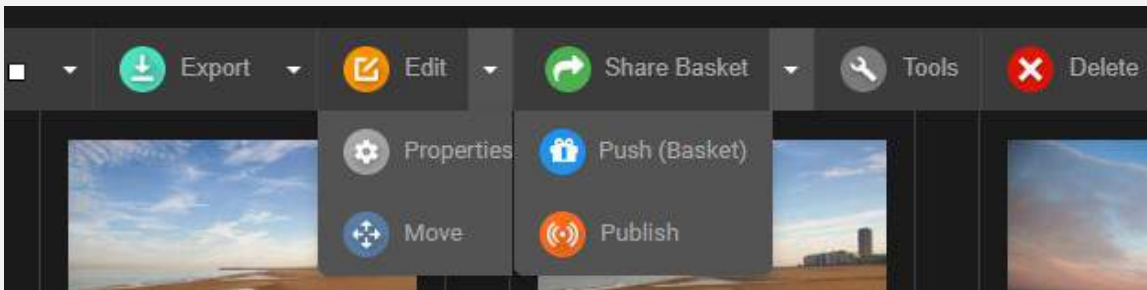 Export
Edit
Share Basket
Tools
Delete
Properties
Push (Basket)
Move
Publish